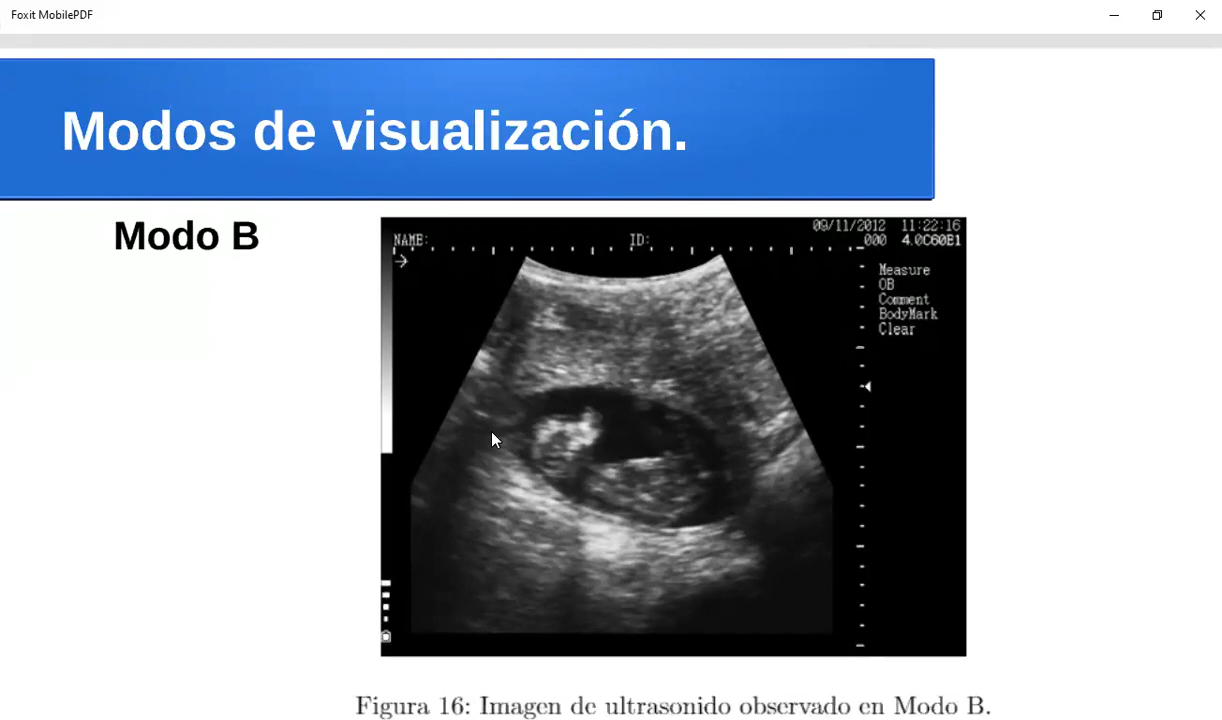 Foxit MobilePDF
Modos de visualización.
Modo B
09/11/2012 11:22:16
NAME: ID: 000 4.0C60B1
Measure
OB
Comment
BodyMark
Clear
Figura 16: Imagen de ultrasonido observado en Modo B.